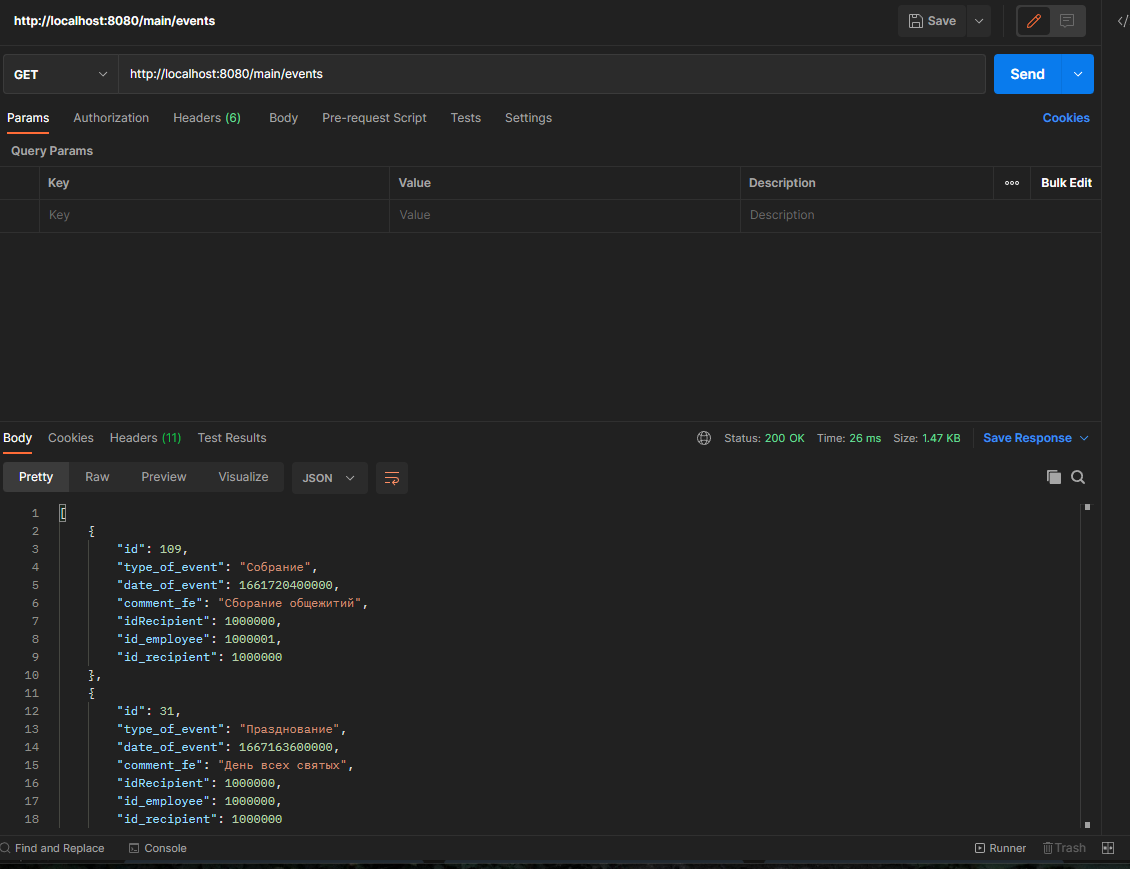 http://localhost:8080/main/events
Save
GET
http://localhost:8080/main/events
Send
Params Authorization Headers (6) Body Pre-request Script Tests Settings Cookies
Query Params
Key Value Description ooo Bulk Edit
Key Value Description
Body Cookies Headers (11) Test Results Status: 200 OK Time: 26 ms Size: 1.47 KB Save Response
Pretty Raw Preview Visualize JSON
1 [
2 {
3 "id": 109,
4 "type_of_event": "Собрание",
5 "date_of_event": 1661720400000,
6 "comment_fe": "Сборание общежитий",
7 "idRecipient": 1000000,
8 "id_employee": 1000001,
9 "id_recipient": 1000000
10 },
11 {
12 "id": 31,
13 "type_of_event": "Празднование",
14 "date_of_event": 1667163600000,
15 "comment_fe": "День всех святых",
16 "idRecipient": 1000000,
17 "id_employee": 1000000,
18 "id_recipient": 1000000
Find and Replace Console Runner Trash